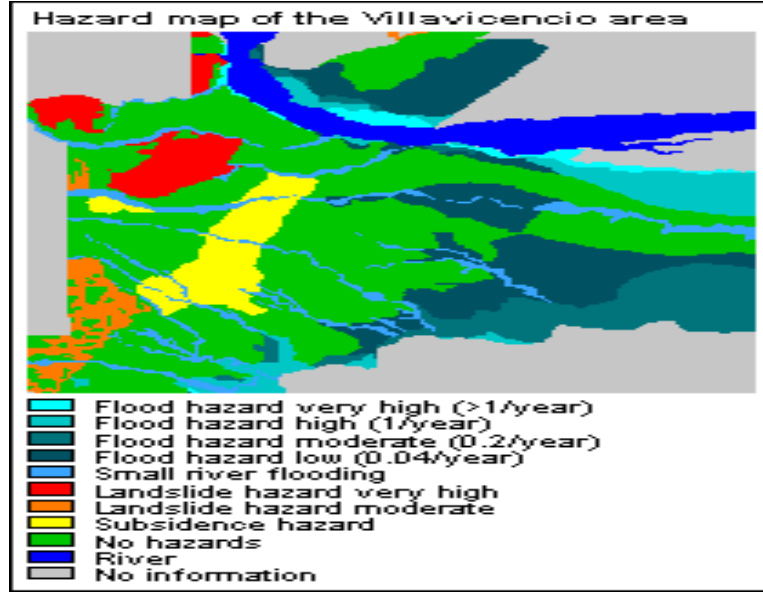 Hazard map of the Villavicencio area
Flood hazard very high (>1/year)
Flood hazard high (1/year)
Flood hazard moderate (0.2/year)
Flood hazard low (0.04/year)
Small river flooding
Landslide hazard very high
Landslide hazard moderate
Subsidence hazard
No hazards
River
No information